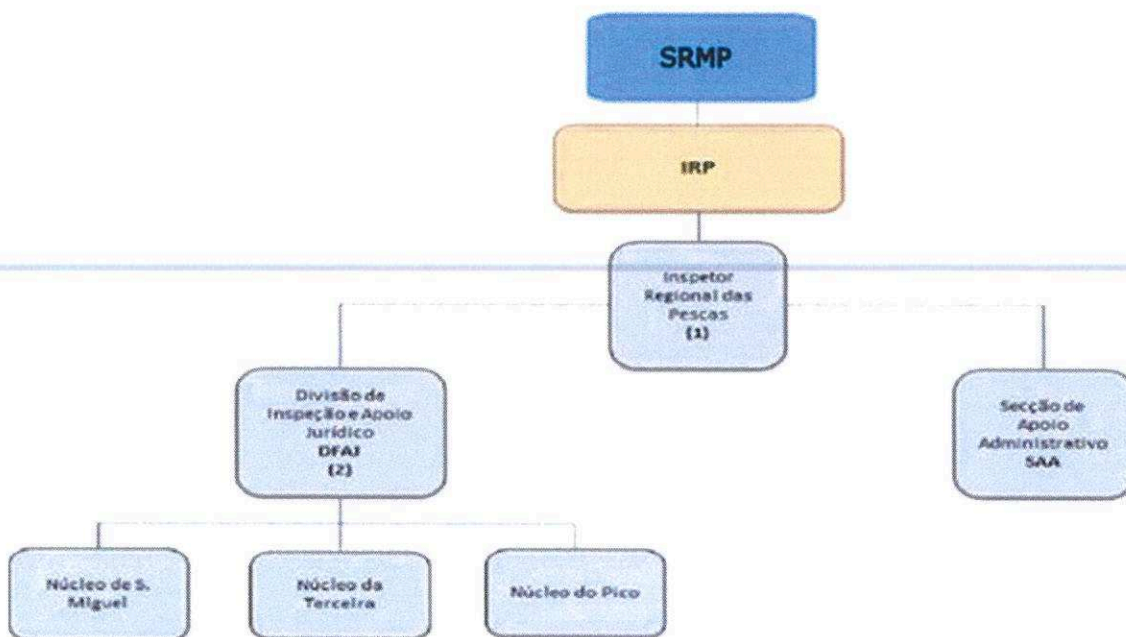 SRMP
IRP
Inspetor
Regional das
Pescas
(1)
Divisão de
Inspeção e Apoio
Jurídico
DFAJ
(2)
Secção de
Apoio
Administrativo
SAA
Núcleo de S.
Miguel
Núcleo da
Terceira
Núcleo do Pico